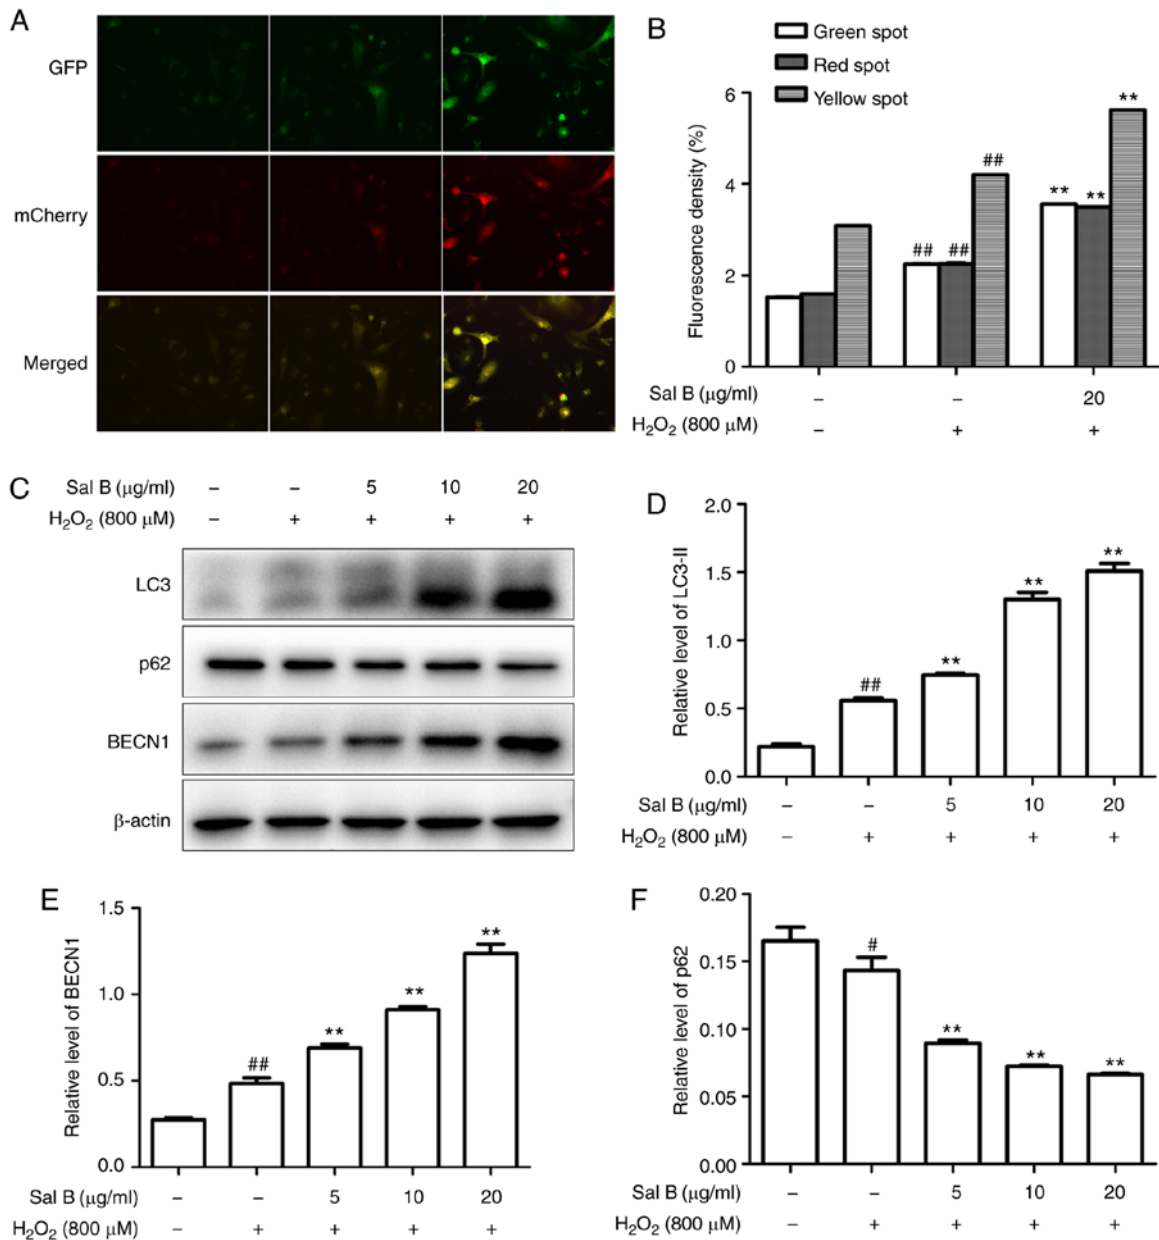 A
GFP
mCherry
Merged
B
Green spot
Red spot
Yellow spot
Fluorescence density (%)
6
4
2
0
## ## ##
** ** **
Sal B (µg/ml) – – 20
H₂O₂ (800 µM) – + +
C
Sal B (µg/ml) – – 5 10 20
H₂O₂ (800 µM) – + + + +
LC3
p62
BECN1
β-actin
D
Relative level of LC3-II
2.0
1.5
1.0
0.5
0.0
## ** ** **
Sal B (µg/ml) – – 5 10 20
H₂O₂ (800 µM) – + + + +
E
Relative level of BECN1
1.5
1.0
0.5
0.0
## ** ** **
Sal B (µg/ml) – – 5 10 20
H₂O₂ (800 µM) – + + + +
F
Relative level of p62
0.20
0.15
0.10
0.05
0.00
# ** ** **
Sal B (µg/ml) – – 5 10 20
H₂O₂ (800 µM) – + + + +